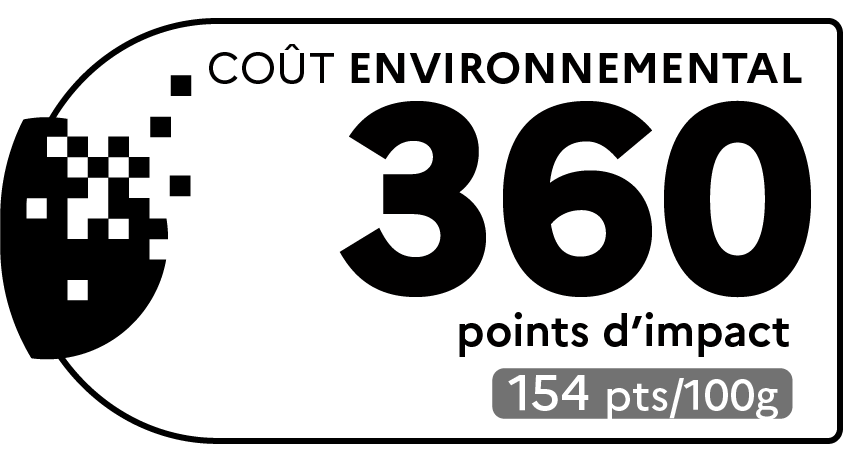 COÛT ENVIRONNEMENTAL
360
points d’impact
154 pts/100g